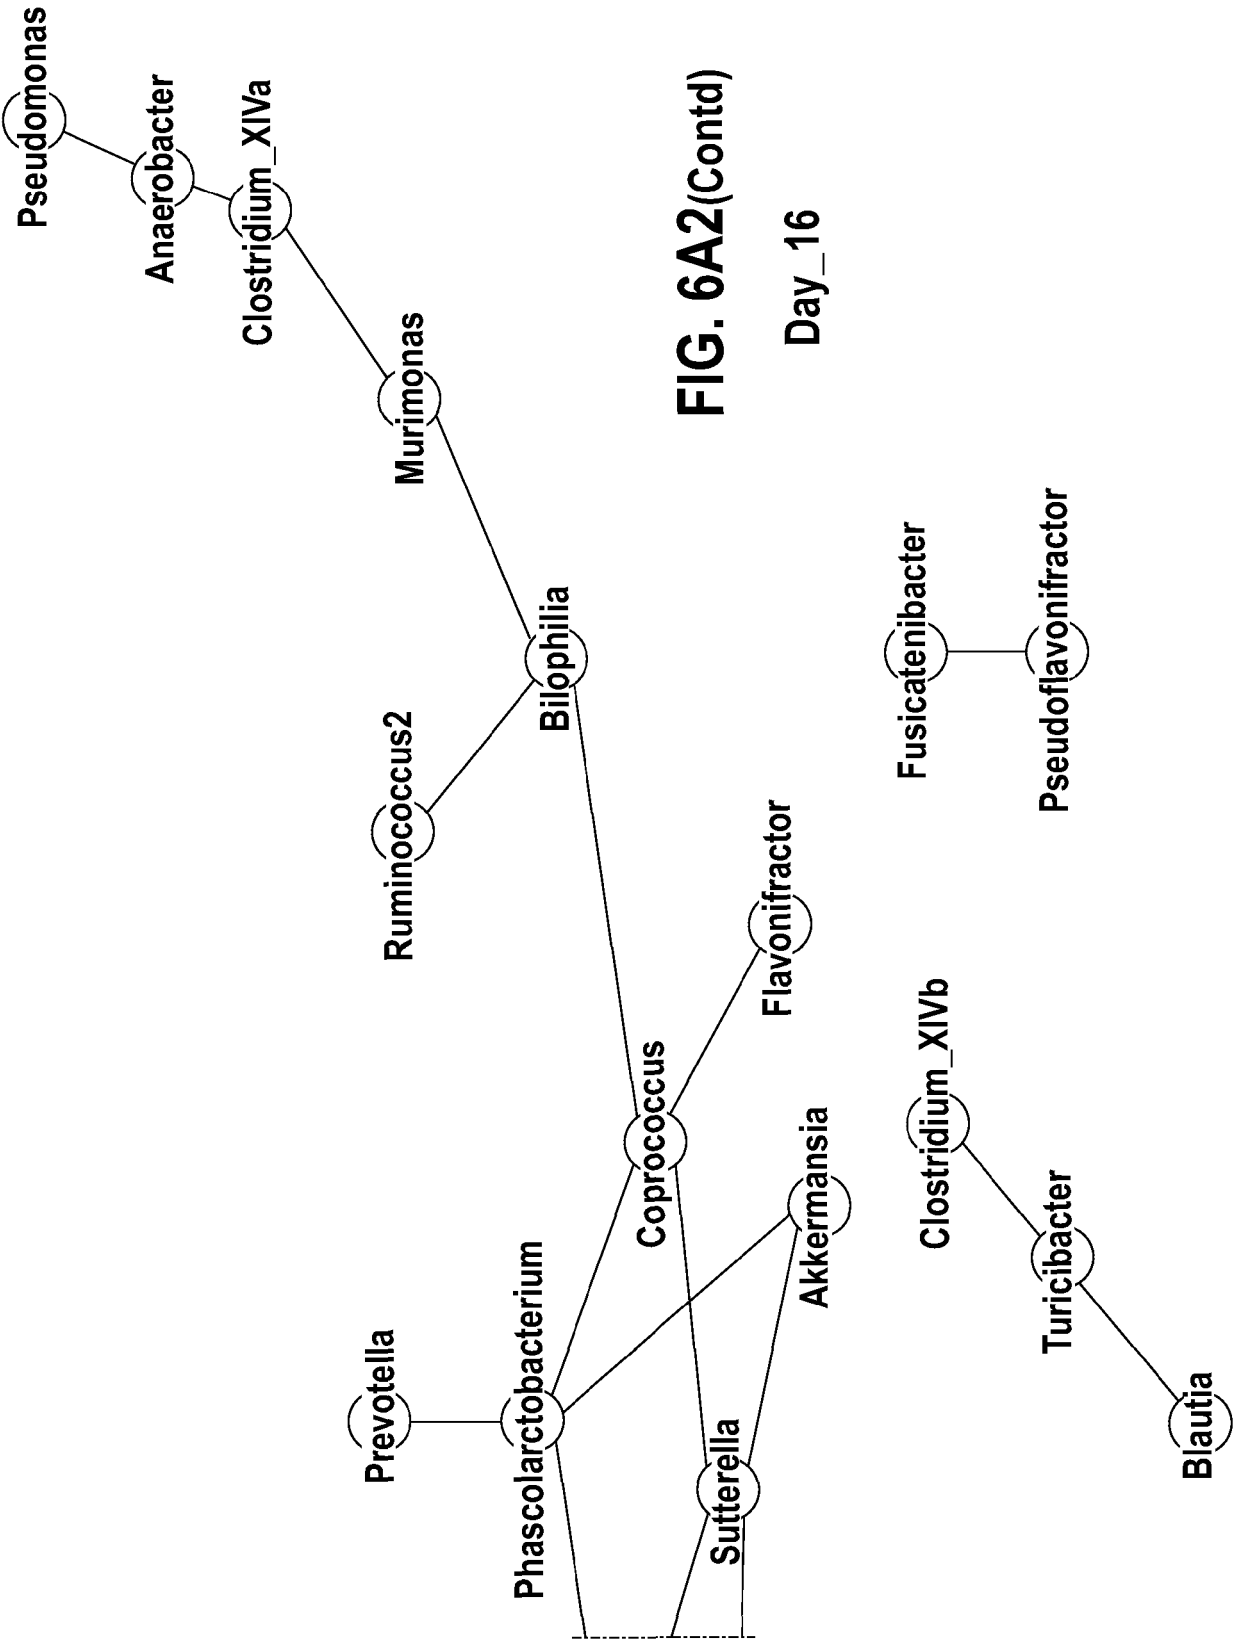 Pseudomonas
Anaerobacter
Clostridium_XIVa
Murimonas
Bilophilia
Ruminococcus2
Flavonifractor
Coprococcus
Akkermansia
Prevotella
Phascolarctobacterium
Sutterella
Fusicatenibacter
Pseudoflavonifractor
Clostridium_XIVb
Turicibacter
Blautia
FIG. 6A2(Contd)
Day_16